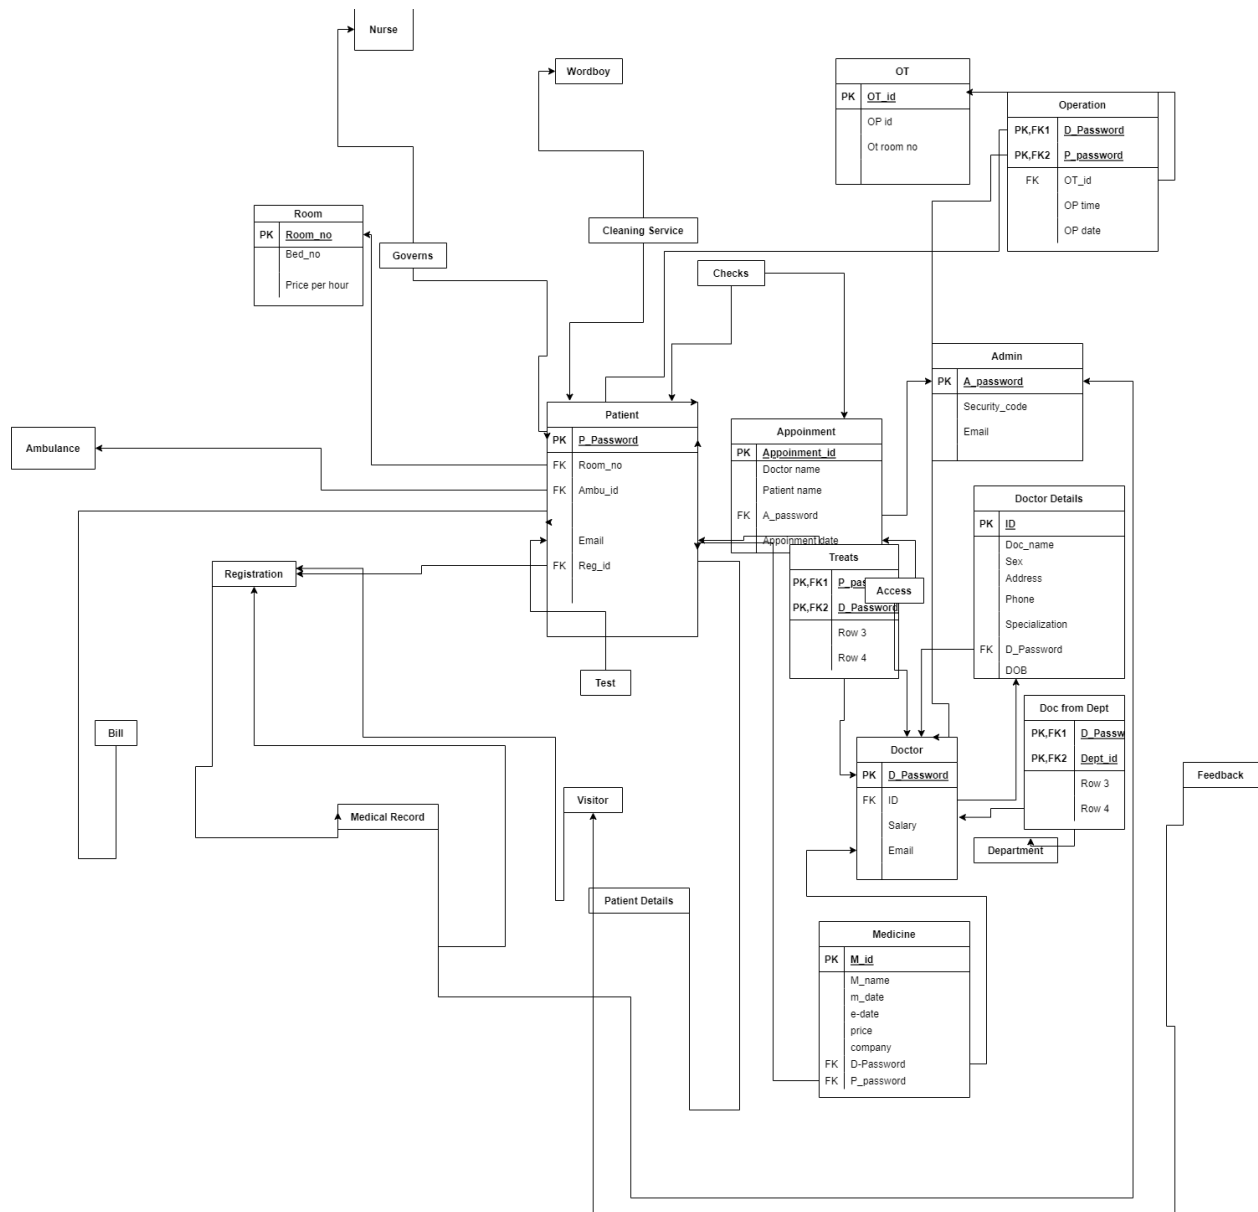 Nurse
Wordboy
OT
PK OT_id
OP id
Ot room no
Operation
PK,FK1 D_Password
PK,FK2 P_password
FK OT_id
OP time
OP date
Room
PK Room_no
Bed_no
Price per hour
Governs
Cleaning Service
Checks
Admin
PK A_password
Security_code
Email
Ambulance
Patient
PK P_Password
FK Room_no
FK Ambu_id
Email
FK Reg_id
Appoinment
PK Appoinment_id
Doctor name
Patient name
FK A_password
Appoinment date
Doctor Details
PK ID
Doc_name
Sex
Address
Phone
Specialization
FK D_Password
DOB
Registration
Treats
PK,FK1 P_pas
PK,FK2 D_Password
Row 3
Row 4
Access
Test
Doc from Dept
PK,FK1 D_Passw
PK,FK2 Dept_id
Row 3
Row 4
Bill
Doctor
PK D_Password
FK ID
Salary
Email
Feedback
Medical Record
Visitor
Department
Patient Details
Medicine
PK M_id
M_name
m_date
e-date
price
company
FK D-Password
FK P_password